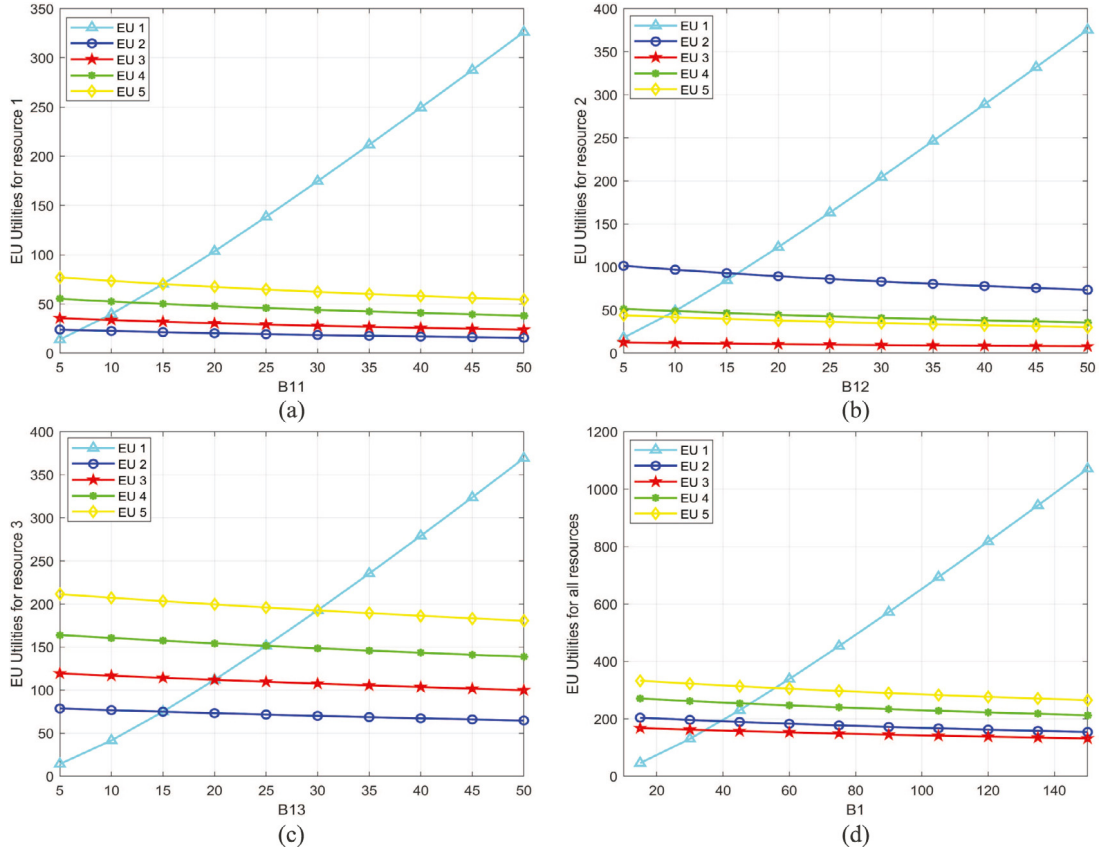 350
300
250
200
150
100
50
0
EU Utilities for resource 1
EU 1
EU 2
EU 3
EU 4
EU 5
5 10 15 20 25 30 35 40 45 50
B11
(a)
400
350
300
250
200
150
100
50
0
EU Utilities for resource 2
EU 1
EU 2
EU 3
EU 4
EU 5
5 10 15 20 25 30 35 40 45 50
B12
(b)
400
350
300
250
200
150
100
50
0
EU Utilities for resource 3
EU 1
EU 2
EU 3
EU 4
EU 5
5 10 15 20 25 30 35 40 45 50
B13
(c)
1200
1000
800
600
400
200
0
EU Utilities for all resources
EU 1
EU 2
EU 3
EU 4
EU 5
20 40 60 80 100 120 140
B1
(d)